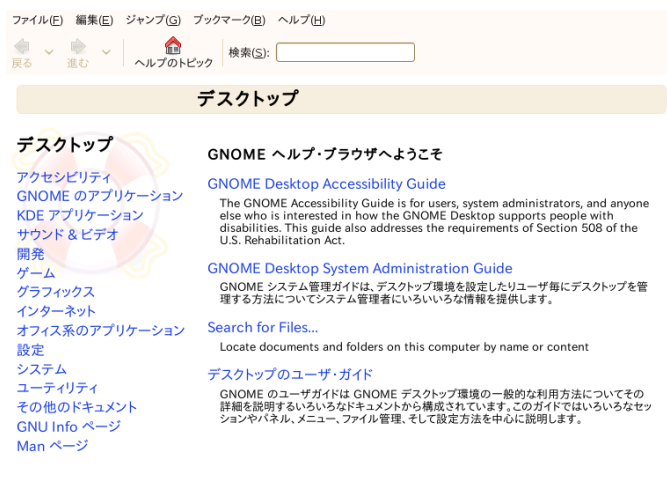 ファイル(F) 編集(E) ジャンプ(G) ブックマーク(B) ヘルプ(H)
戻る 進む ヘルプのトピック 検索(S):
デスクトップ
デスクトップ
アクセシビリティ
GNOME のアプリケーション
KDE アプリケーション
サウンド & ビデオ
開発
ゲーム
グラフィックス
インターネット
オフィス系のアプリケーション
設定
システム
ユーティリティ
その他のドキュメント
GNU Info ページ
Man ページ
GNOME ヘルプ・ブラウザへようこそ
GNOME Desktop Accessibility Guide
The GNOME Accessibility Guide is for users, system administrators, and anyone
else who is interested in how the GNOME Desktop supports people with
disabilities. This guide also addresses the requirements of Section 508 of the
U.S. Rehabilitation Act.
GNOME Desktop System Administration Guide
GNOME システム管理ガイドは、デスクトップ環境を設定したりユーザ毎にデスクトップを管
理する方法についてシステム管理者にいろいいろな情報を提供します。
Search for Files...
Locate documents and folders on this computer by name or content
デスクトップのユーザ・ガイド
GNOME のユーザガイドは GNOME デスクトップ環境の一般的な利用方法についてその
詳細を説明するいろいろなドキュメントから構成されています。このガイドではいろいろなセッ
ションやパネル、メニュー、ファイル管理、そして設定方法を中心に説明します。